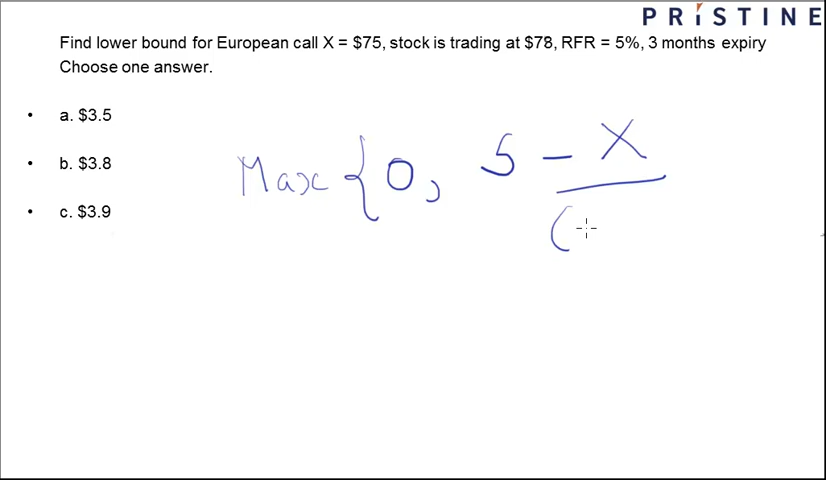 PRISTINE
Find lower bound for European call X = $75, stock is trading at $78, RFR = 5%, 3 months expiry
Choose one answer.
• a. $3.5
• b. $3.8
• c. $3.9
Max { 0, S - X
(